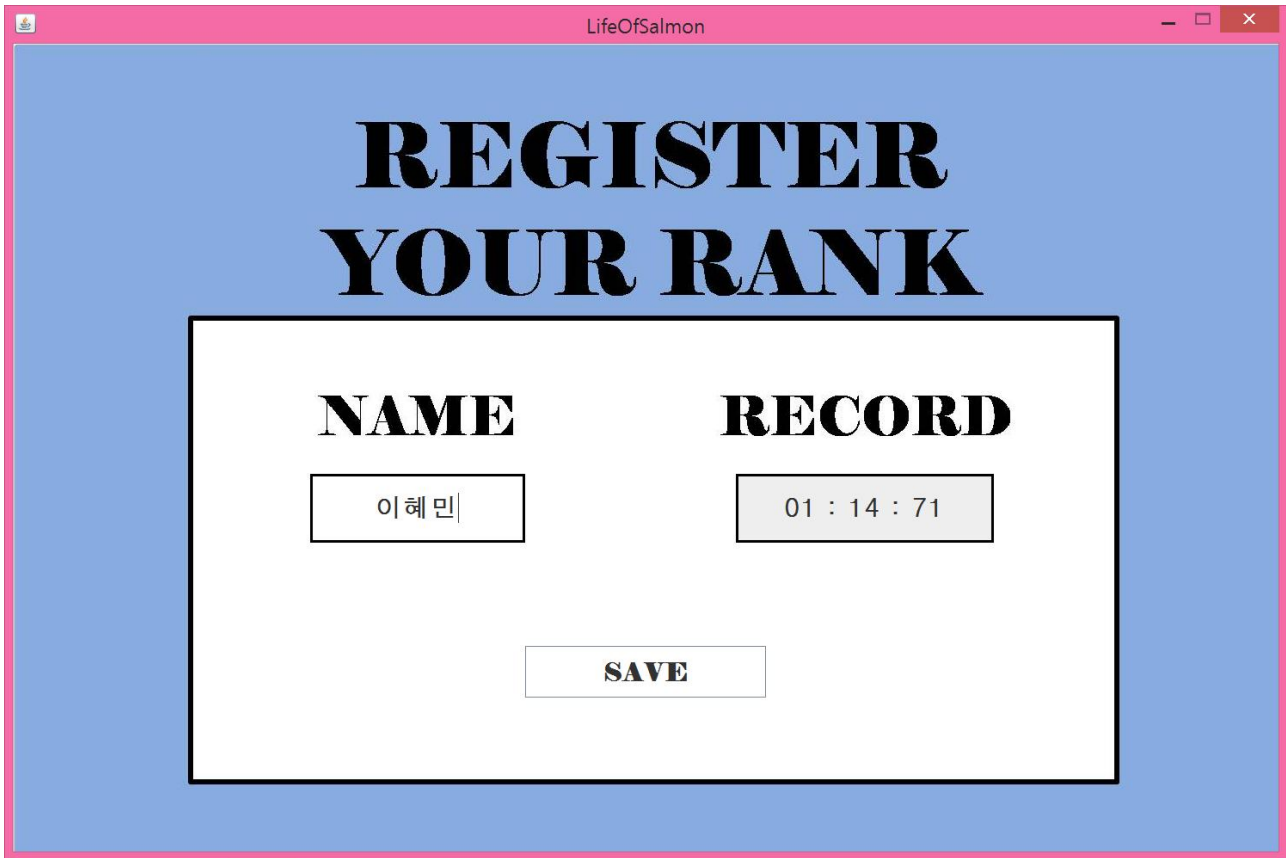 LifeOfSalmon
REGISTER
YOUR RANK
NAME
RECORD
이혜민
01 : 14 : 71
SAVE